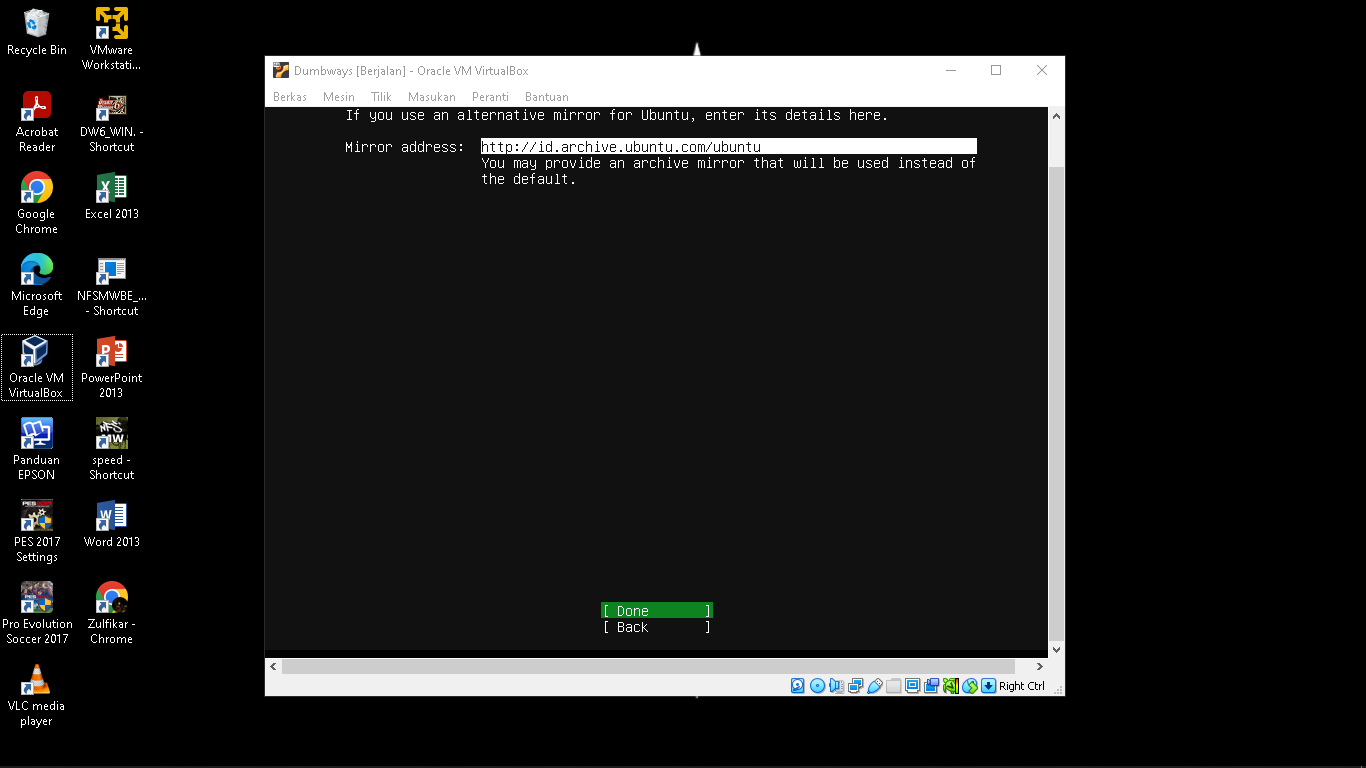 Recycle Bin
VMware
Workstati...
Acrobat
Reader
DW6_WIN. -
Shortcut
Google
Chrome
Excel 2013
Microsoft
Edge
NFSMWBE_...
- Shortcut
Oracle VM
VirtualBox
PowerPoint
2013
Panduan
EPSON
speed -
Shortcut
PES 2017
Settings
Word 2013
Pro Evolution
Soccer 2017
Zulfikar -
Chrome
VLC media
player
Dumbways [Berjalan] - Oracle VM VirtualBox
Berkas Mesin Tilik Masukan Peranti Bantuan
If you use an alternative mirror for Ubuntu, enter its details here.
Mirror address: http://id.archive.ubuntu.com/ubuntu
You may provide an archive mirror that will be used instead of
the default.
[ Done ]
[ Back ]
Right Ctrl